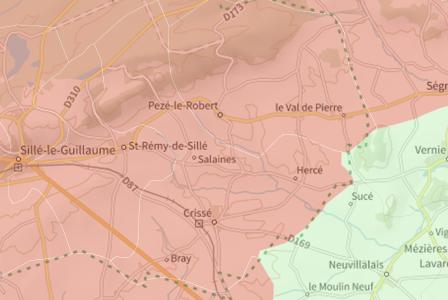 D173
D310
Ségr
Pezé-le-Robert
le Val de Pierre
Sillé-le-Guillaume
St-Rémy-de-Sillé
Vernie
Salaines
Hercé
D87
Sucé
Crissé
D169
Vig
Mézières
Bray
Neuvillalais
Lavar
le Moulin Neuf